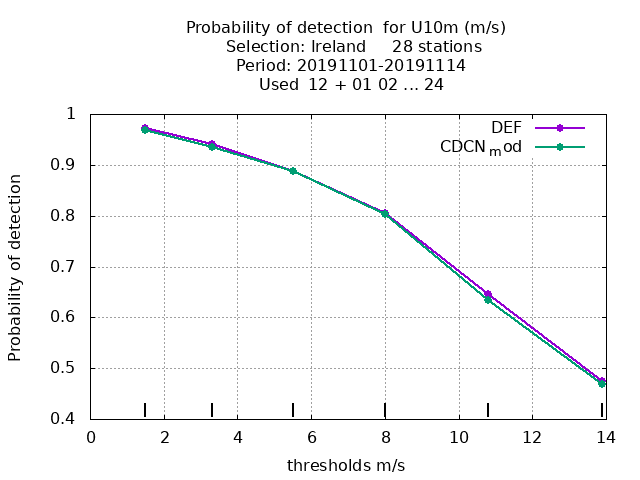 Probability of detection  for U10m (m/s)
Selection: Ireland     28 stations
Period: 20191101-20191114
Used  12 + 01 02 ... 24
DEF
CDCN_mod
Probability of detection
1
0.9
0.8
0.7
0.6
0.5
0.4
0 2 4 6 8 10 12 14
thresholds m/s